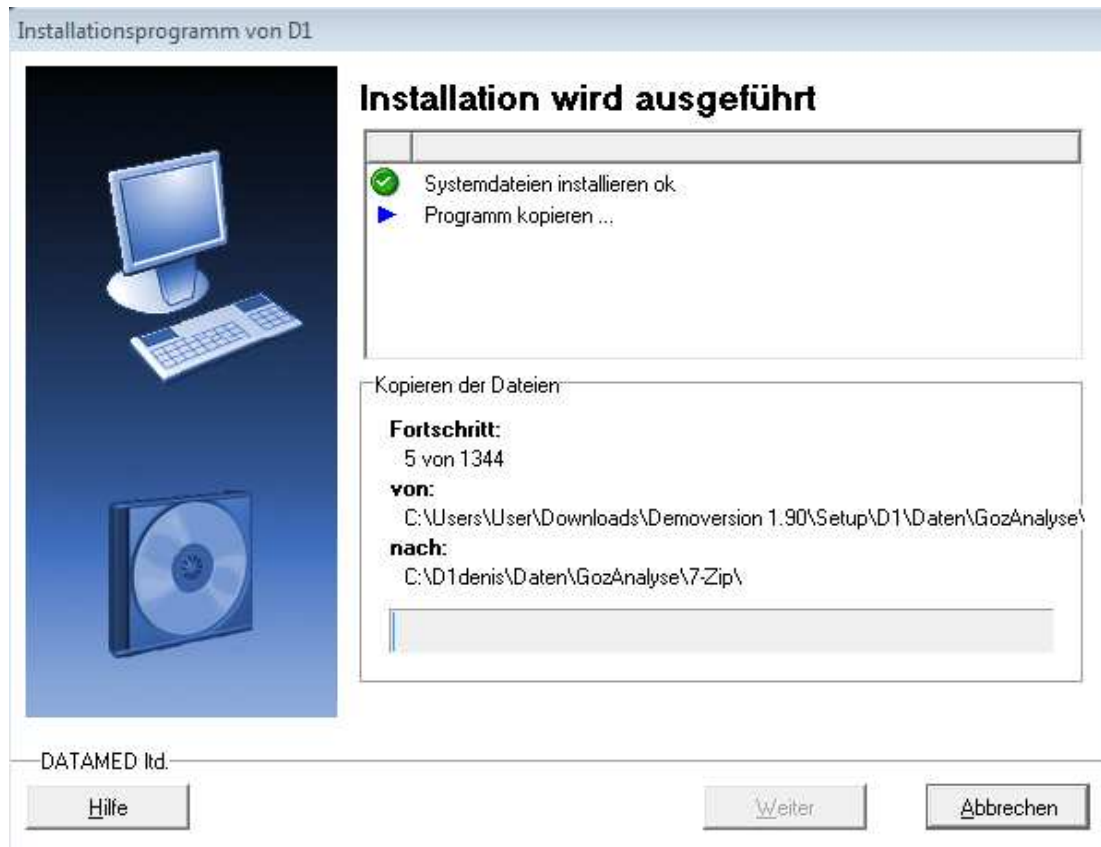 Installationsprogramm von D1
Installation wird ausgeführt
Systemdateien installieren ok
Programm kopieren ...
Kopieren der Dateien
Fortschritt:
5 von 1344
von:
C:\Users\User\Downloads\Demoversion 1.90\Setup\D1\Daten\GozAnalyse\
nach:
C:\D1denis\Daten\GozAnalyse\7-Zip\
DATAMED ltd.
Hilfe
Weiter
Abbrechen